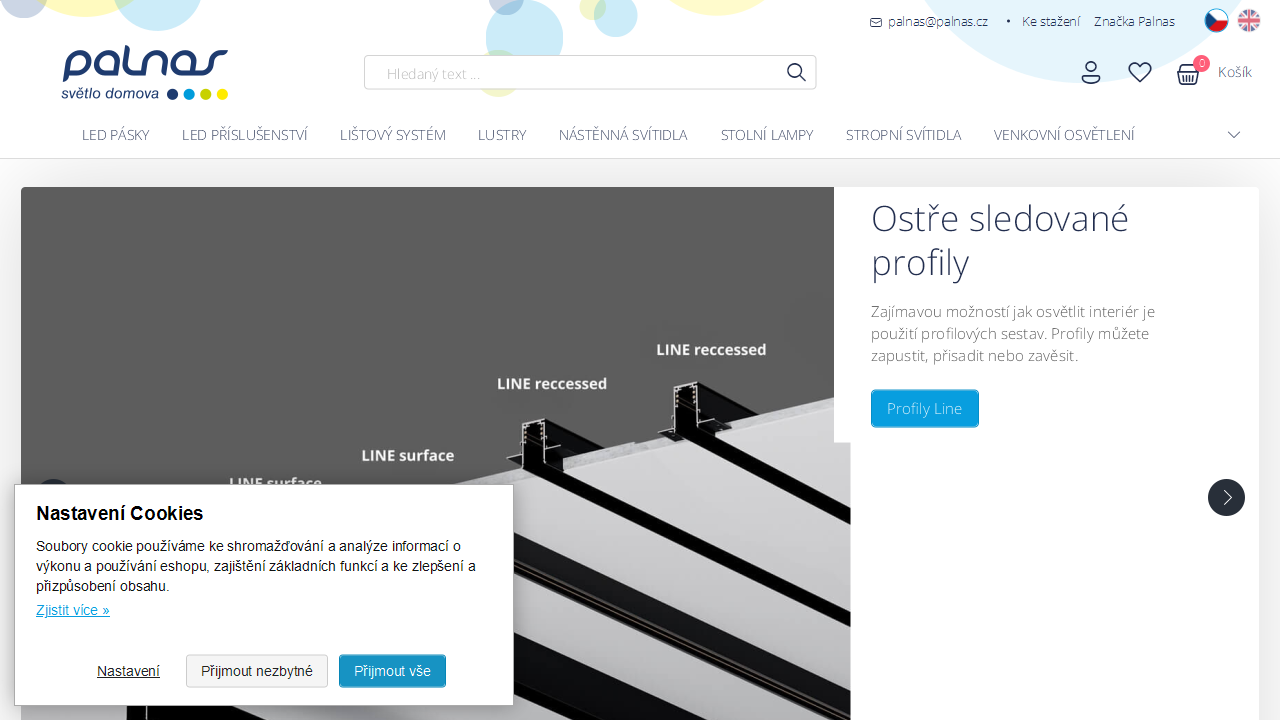 palnas@palnas.cz
•
Ke stažení
Značka Palnas
palnas
světlo domova
Hledaný text ...
0
Košík
LED PÁSKY
LED PŘÍSLUŠENSTVÍ
LIŠTOVÝ SYSTÉM
LUSTRY
NÁSTĚNNÁ SVÍTIDLA
STOLNÍ LAMPY
STROPNÍ SVÍTIDLA
VENKOVNÍ OSVĚTLENÍ
LINE reccessed
LINE reccessed
LINE surface
LINE surface
Ostře sledované
profily
Zajímavou možností jak osvětlit interiér je
použití profilových sestav. Profily můžete
zapustit, přisadit nebo zavěsit.
Profily Line
Nastavení Cookies
Soubory cookie používáme ke shromažďování a analýze informací o
výkonu a používání eshopu, zajištění základních funkcí a ke zlepšení a
přizpůsobení obsahu.
Zjistit více »
Nastavení
Přijmout nezbytné
Přijmout vše